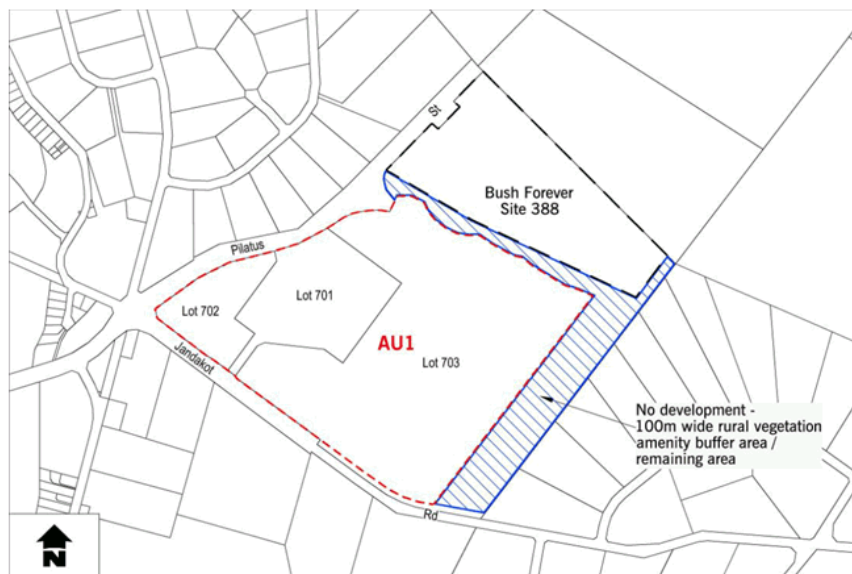 St
Bush Forever
Site 388
Pilatus
Lot 701
Lot 702
Jandakot
AU1
Lot 703
No development -
100m wide rural vegetation
amenity buffer area /
remaining area
Rd
N